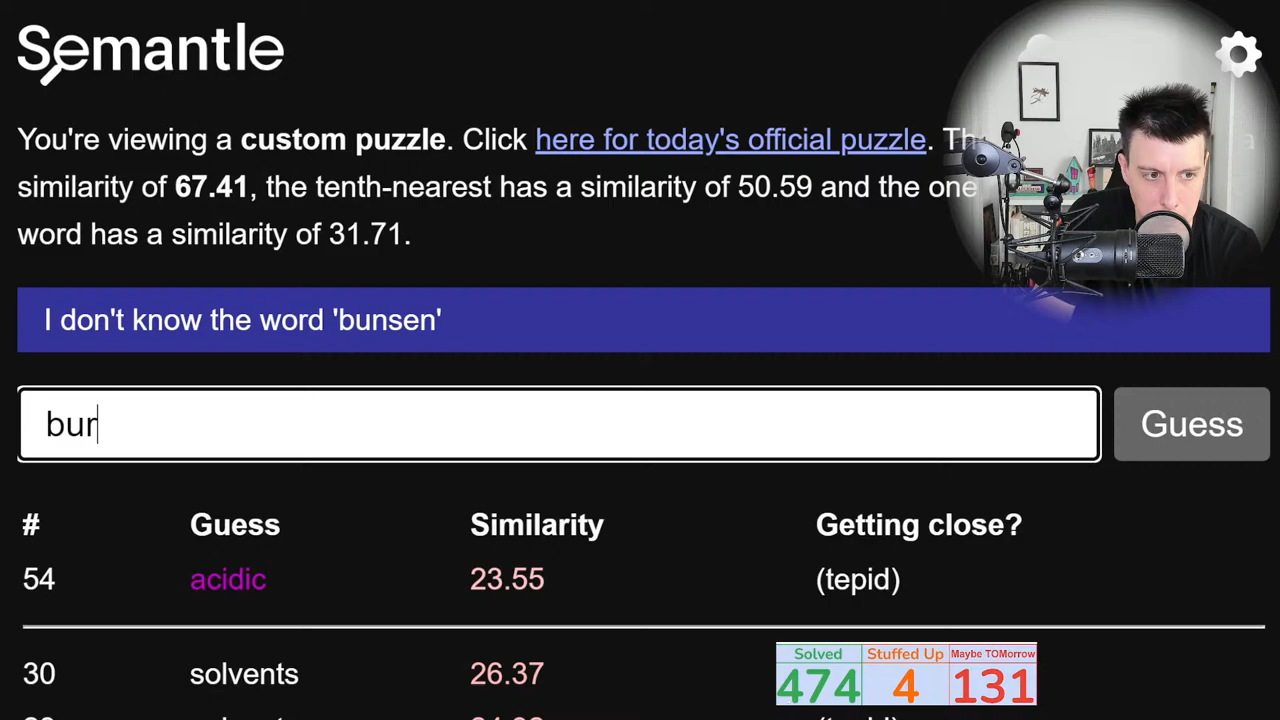 Semantle
You're viewing a custom puzzle. Click here for today's official puzzle. Th a
similarity of 67.41, the tenth-nearest has a similarity of 50.59 and the one
word has a similarity of 31.71.
I don't know the word 'bunsen'
bur
Guess
# Guess Similarity Getting close?
54 acidic 23.55 (tepid)
30 solvents 26.37
Solved Stuffed Up Maybe TOMorrow
474 4 131